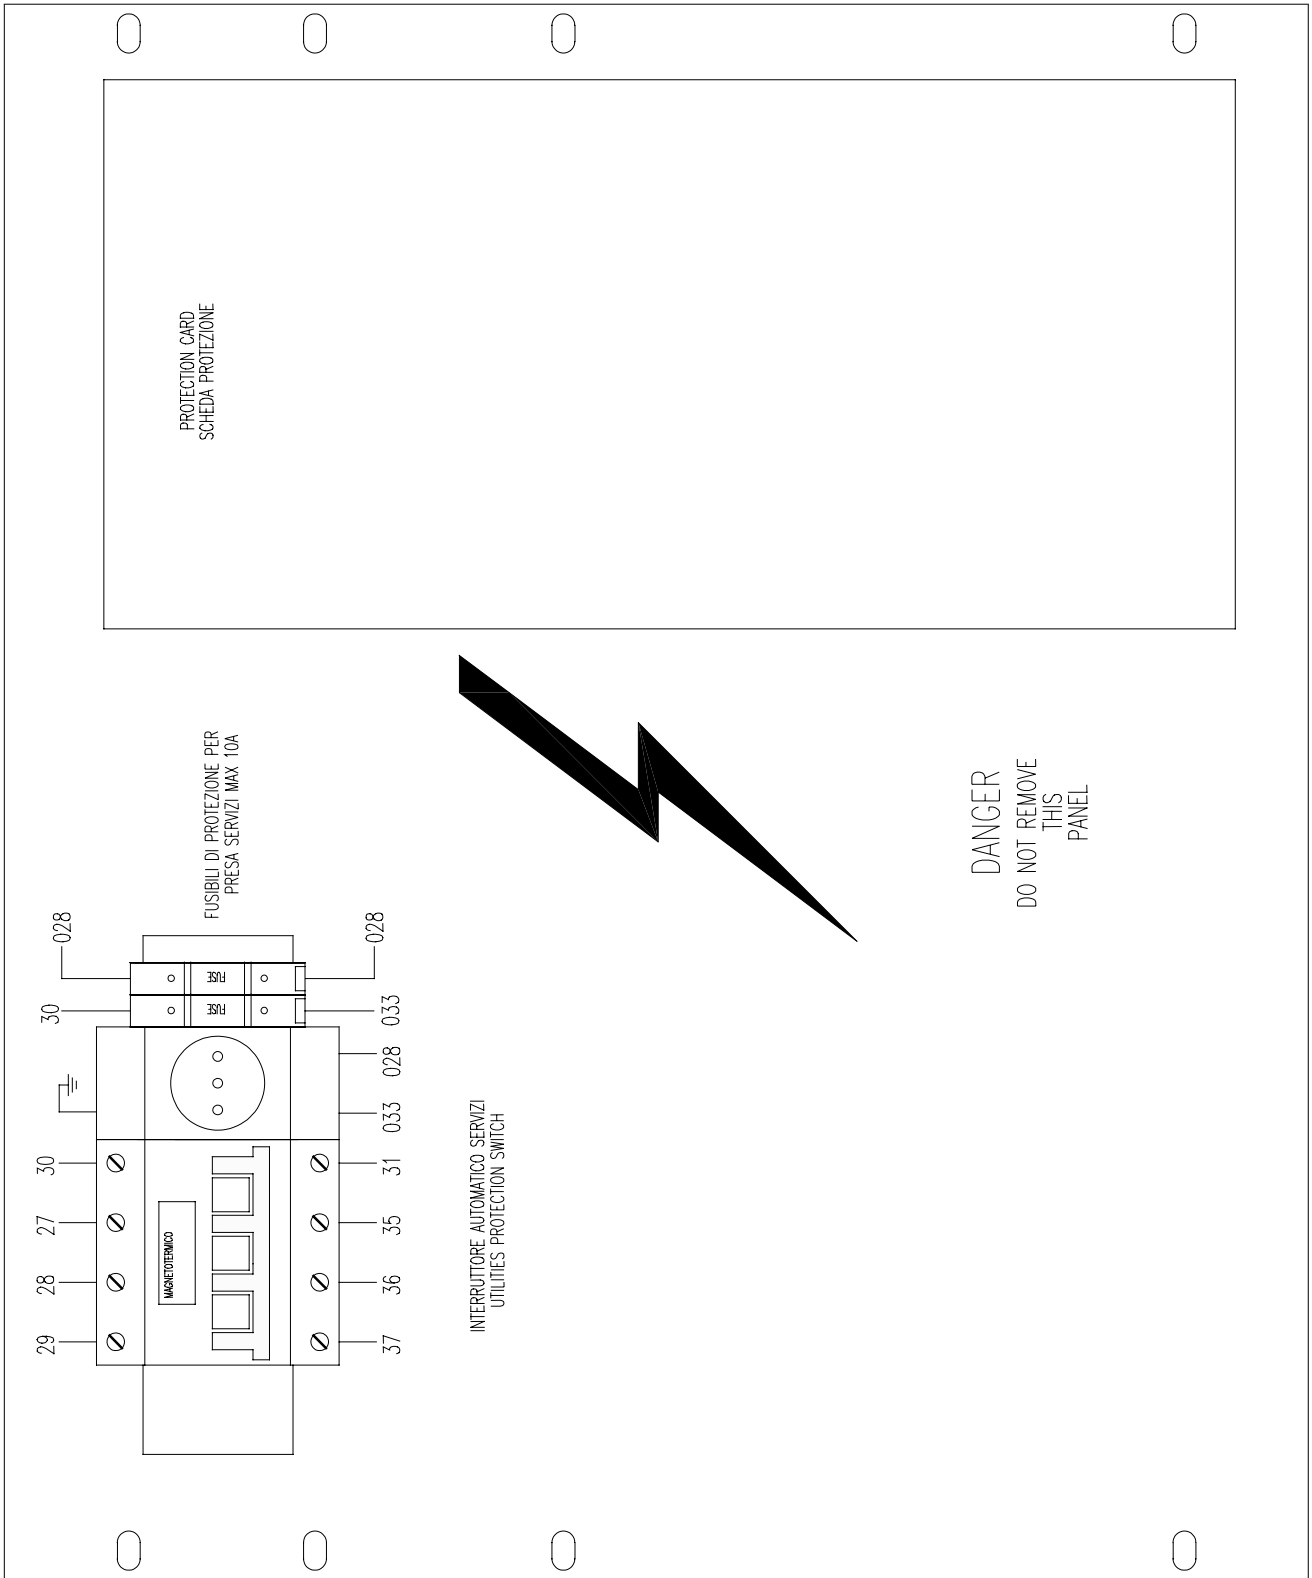 PROTECTION CARD
SCHEDA PROTEZIONE
FUSIBILI DI PROTEZIONE PER
PRESA SERVIZI MAX 10A
DANGER
DO NOT REMOVE
THIS
PANEL
29
28
27
30
30
028
MAGNETOTERMICO
FUSE
FUSE
37
36
35
31
033
028
033
028
INTERRUTTORE AUTOMATICO SERVIZI
UTILITIES PROTECTION SWITCH